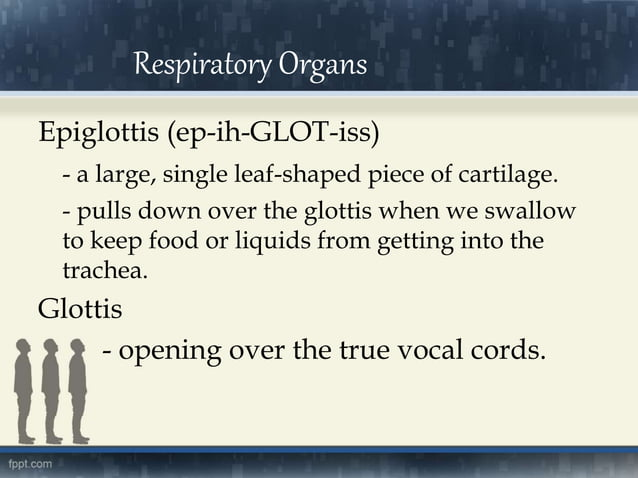 Respiratory Organs
Epiglottis (ep-ih-GLOT-iss)
- a large, single leaf-shaped piece of cartilage.
- pulls down over the glottis when we swallow
to keep food or liquids from getting into the
trachea.
Glottis
- opening over the true vocal cords.
fppt.com